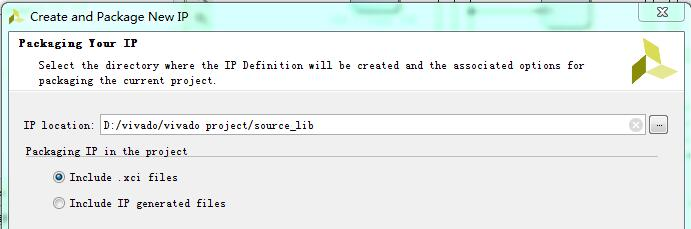 Create and Package New IP
Packaging Your IP
Select the directory where the IP Definition will be created and the associated options for
packaging the current project.
IP location: D:/vivado/vivado project/source_lib ...
Packaging IP in the project
Include .xci files
Include IP generated files